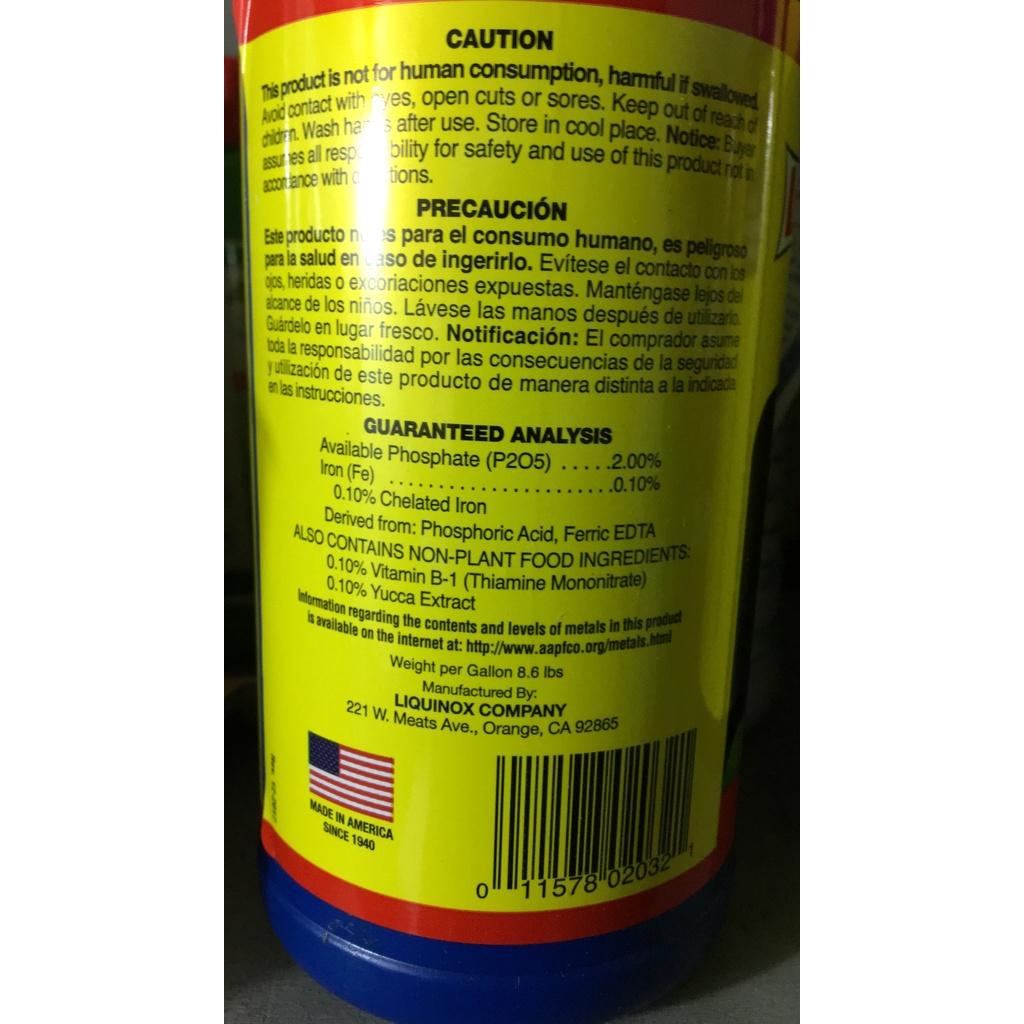 CAUTION
This product is not for human consumption, harmful if swallowed.
Avoid contact with eyes, open cuts or sores. Keep out of reach of
children. Wash hands after use. Store in cool place. Notice: Buyer
assumes all responsibility for safety and use of this product not in
accordance with directions.
PRECAUCIÓN
Este producto no es para el consumo humano, es peligroso
para la salud en caso de ingerirlo. Evítese el contacto con los
ojos, heridas o excoriaciones expuestas. Manténgase lejos del
alcance de los niños. Lávese las manos después de utilizarlo.
Guárdelo en lugar fresco. Notificación: El comprador asume
toda la responsabilidad por las consecuencias de la seguridad
y utilización de este producto de manera distinta a la indicada
en las instrucciones.
GUARANTEED ANALYSIS
Available Phosphate (P2O5) .....2.00%
Iron (Fe) .......................0.10%
0.10% Chelated Iron
Derived from: Phosphoric Acid, Ferric EDTA
ALSO CONTAINS NON-PLANT FOOD INGREDIENTS:
0.10% Vitamin B-1 (Thiamine Mononitrate)
0.10% Yucca Extract
Information regarding the contents and levels of metals in this product
is available on the internet at: http://www.aapfco.org/metals.html
Weight per Gallon 8.6 lbs
Manufactured By:
LIQUINOX COMPANY
221 W. Meats Ave., Orange, CA 92865
MADE IN AMERICA
SINCE 1940
0 11578 02032 1